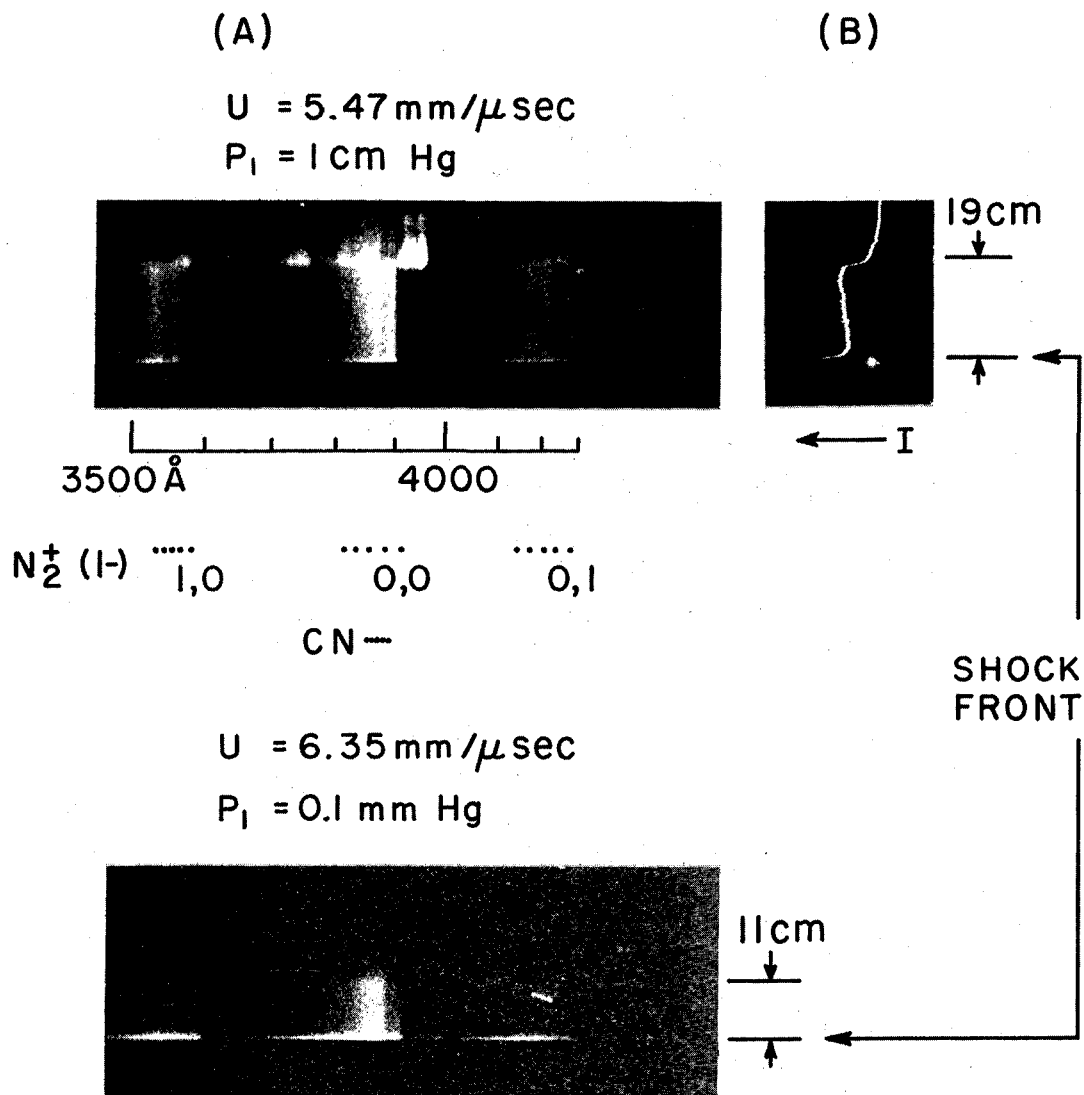 (A)
(B)
U = 5.47 mm/μsec
P₁ = 1 cm Hg
19cm
I
3500 Å 4000
N₂⁺ (1-) 1,0 0,0 0,1
CN
SHOCK
FRONT
U = 6.35 mm/μsec
P₁ = 0.1 mm Hg
11cm